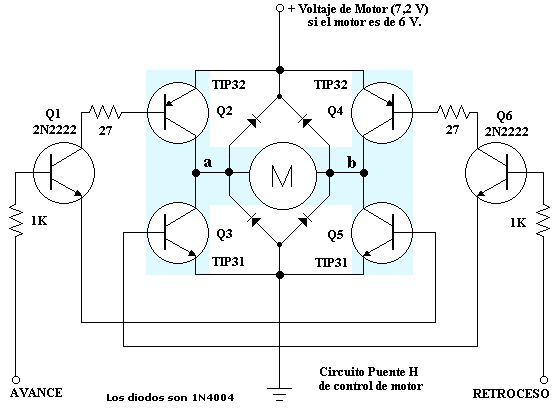 + Voltaje de Motor (7,2 V)
si el motor es de 6 V.
TIP32
TIP32
Q1
2N2222
Q2
Q4
Q6
2N2222
27
27
a
M
b
1K
Q3
Q5
1K
TIP31
TIP31
Circuito Puente H
de control de motor
AVANCE
Los diodos son 1N4004
RETROCESO